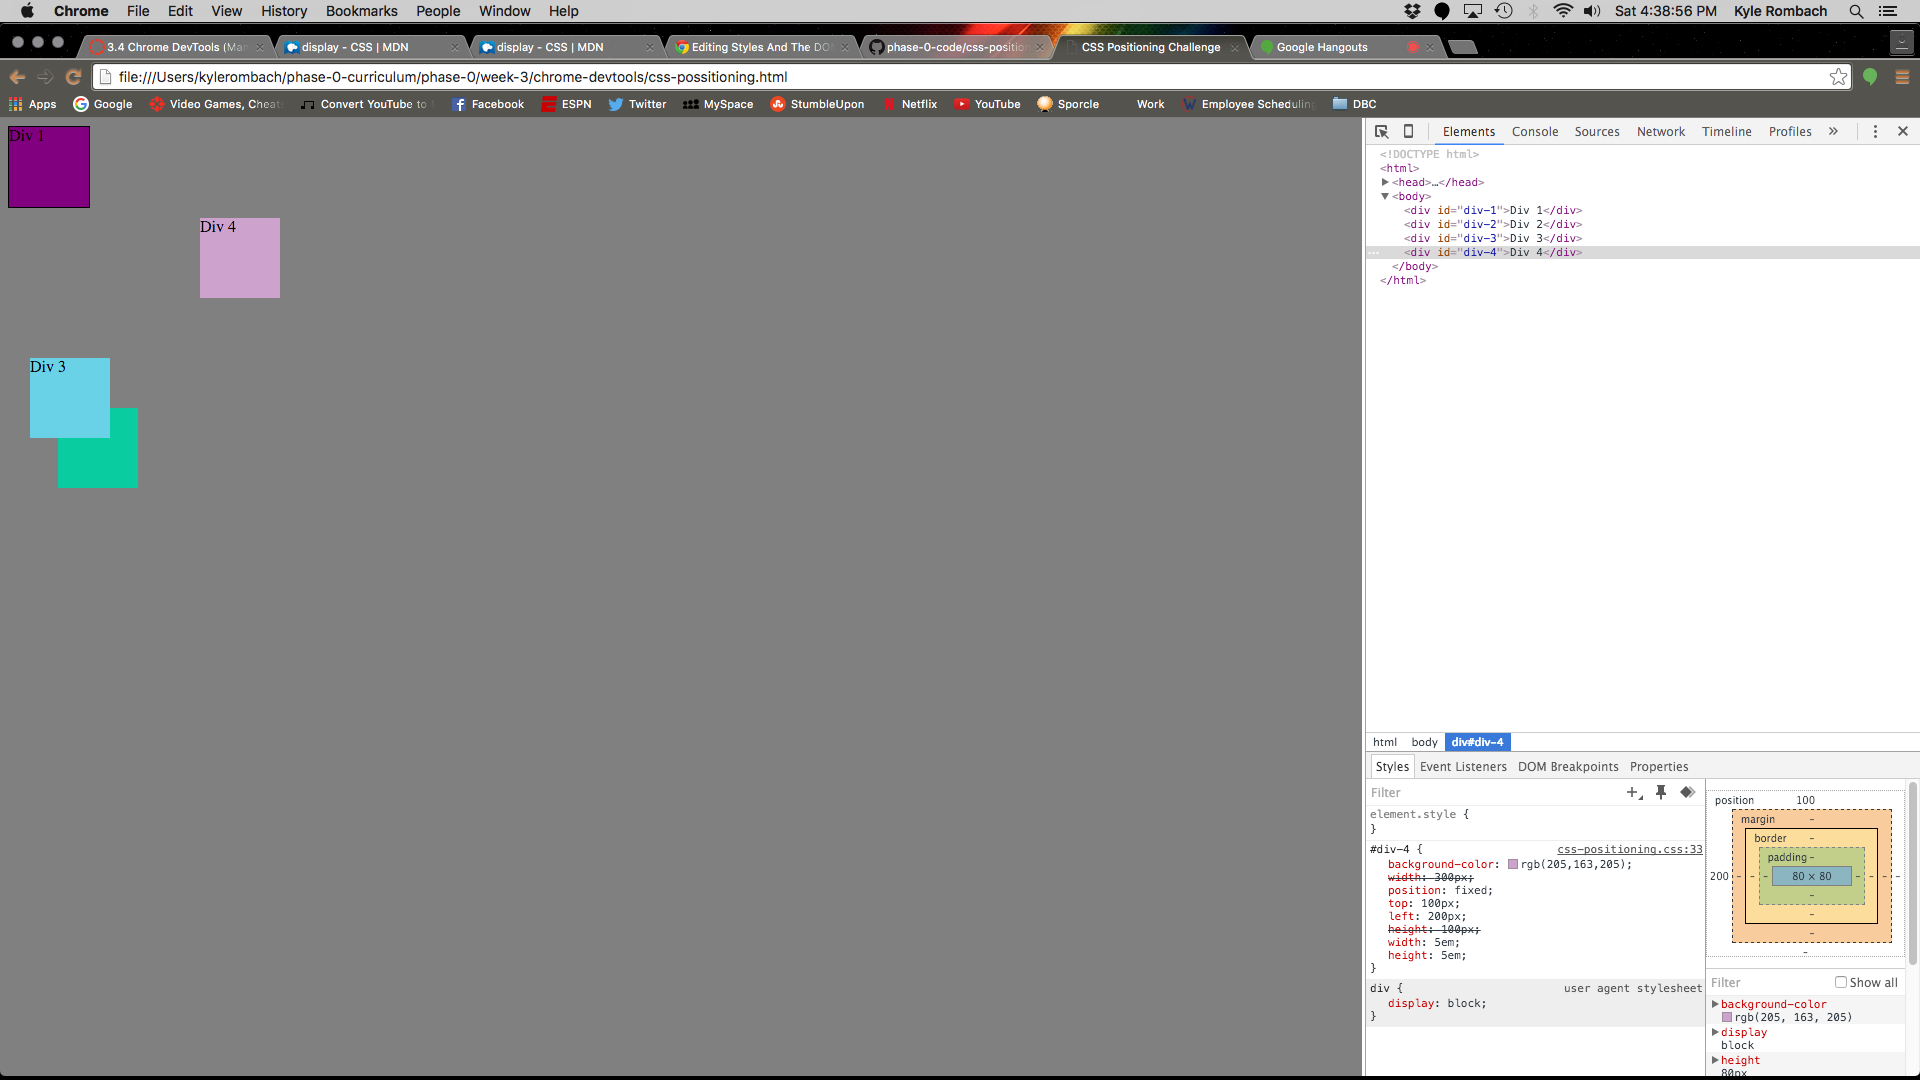 Chrome File Edit View History Bookmarks People Window Help Sat 4:38:56 PM Kyle Rombach
3.4 Chrome DevTools (Man display - CSS | MDN display - CSS | MDN Editing Styles And The DO phase-0-code/css-position CSS Positioning Challenge Google Hangouts
file:///Users/kylerombach/phase-0-curriculum/phase-0/week-3/chrome-devtools/css-possitioning.html
Apps Google Video Games, Cheat Convert YouTube to Facebook ESPN Twitter MySpace StumbleUpon Netflix YouTube Sporcle Work Employee Scheduling DBC
Div 1
Div 4
Div 3
Elements Console Sources Network Timeline Profiles »
<!DOCTYPE html>
<html>
<head>…</head>
<body>
<div id="div-1">Div 1</div>
<div id="div-2">Div 2</div>
<div id="div-3">Div 3</div>
<div id="div-4">Div 4</div>
</body>
</html>
html body div#div-4
Styles Event Listeners DOM Breakpoints Properties
Filter
element.style {
}
#div-4 { css-positioning.css:33
background-color: rgb(205,163,205);
width: 300px;
position: fixed;
top: 100px;
left: 200px;
height: 100px;
width: 5em;
height: 5em;
}
div { user agent stylesheet
display: block;
}
position 100
margin -
border -
padding -
200 - - - 80 × 80 - - - -
-
-
-
-
Filter Show all
background-color
rgb(205, 163, 205)
display
block
height
80px